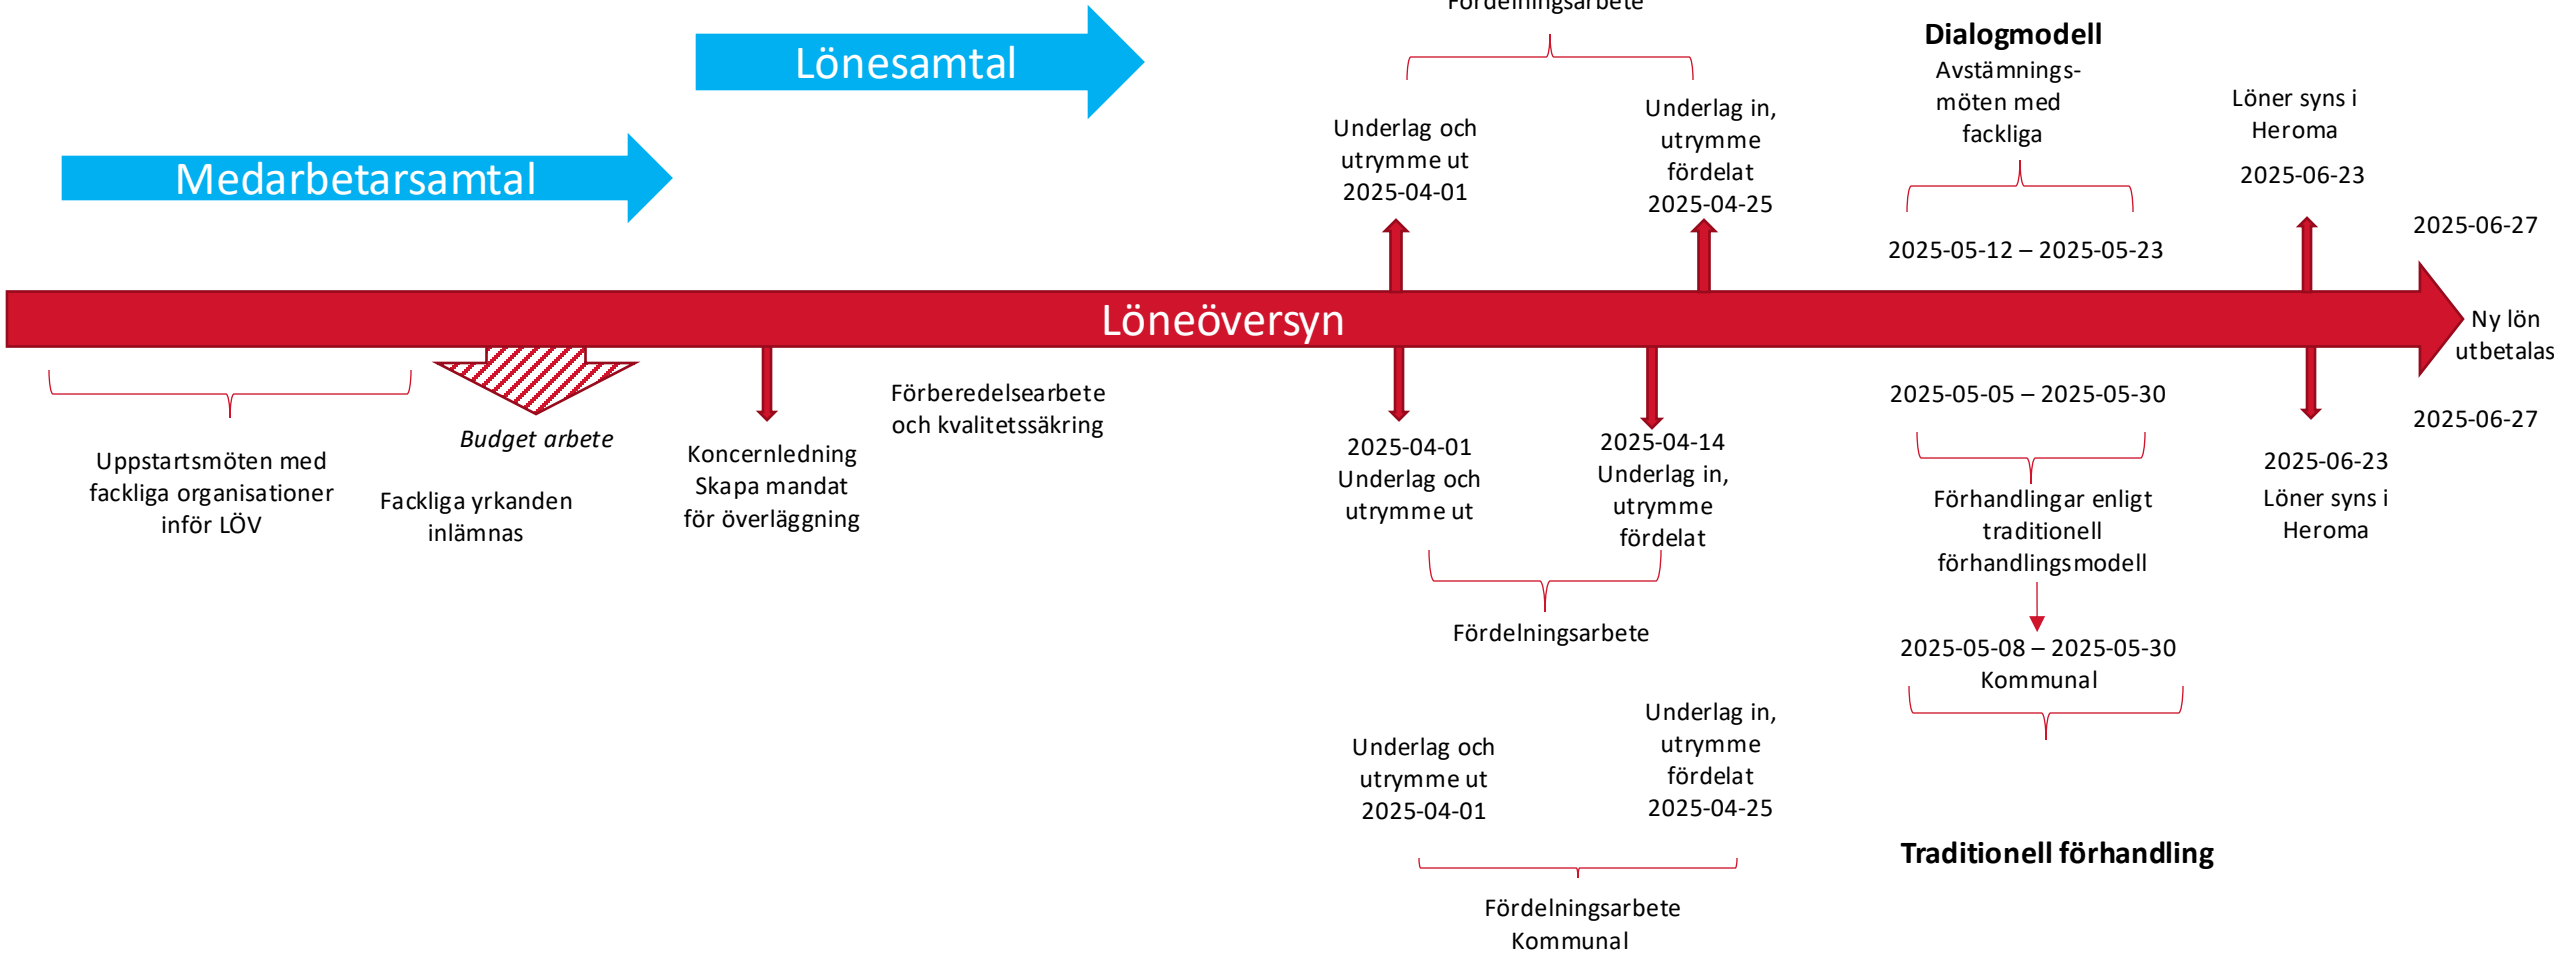 Fördelningsarbete
Lönesamtal
Medarbetarsamtal
Underlag och
utrymme ut
2025-04-01
Underlag in,
utrymme
fördelat
2025-04-25
Dialogmodell
Avstämnings-
möten med
fackliga
2025-05-12 – 2025-05-23
Löner syns i
Heroma
2025-06-23
2025-06-27
Löneöversyn
Ny lön
utbetalas
2025-06-27
Uppstartsmöten med
fackliga organisationer
inför LÖV
Budget arbete
Fackliga yrkanden
inlämnas
Koncernledning
Skapa mandat
för överläggning
Förberedelsearbete
och kvalitetssäkring
2025-04-01
Underlag och
utrymme ut
2025-04-14
Underlag in,
utrymme
fördelat
Fördelningsarbete
2025-05-05 – 2025-05-30
Förhandlingar enligt
traditionell
förhandlingsmodell
2025-05-08 – 2025-05-30
Kommunal
2025-06-23
Löner syns i
Heroma
Underlag och
utrymme ut
2025-04-01
Underlag in,
utrymme
fördelat
2025-04-25
Fördelningsarbete
Kommunal
Traditionell förhandling